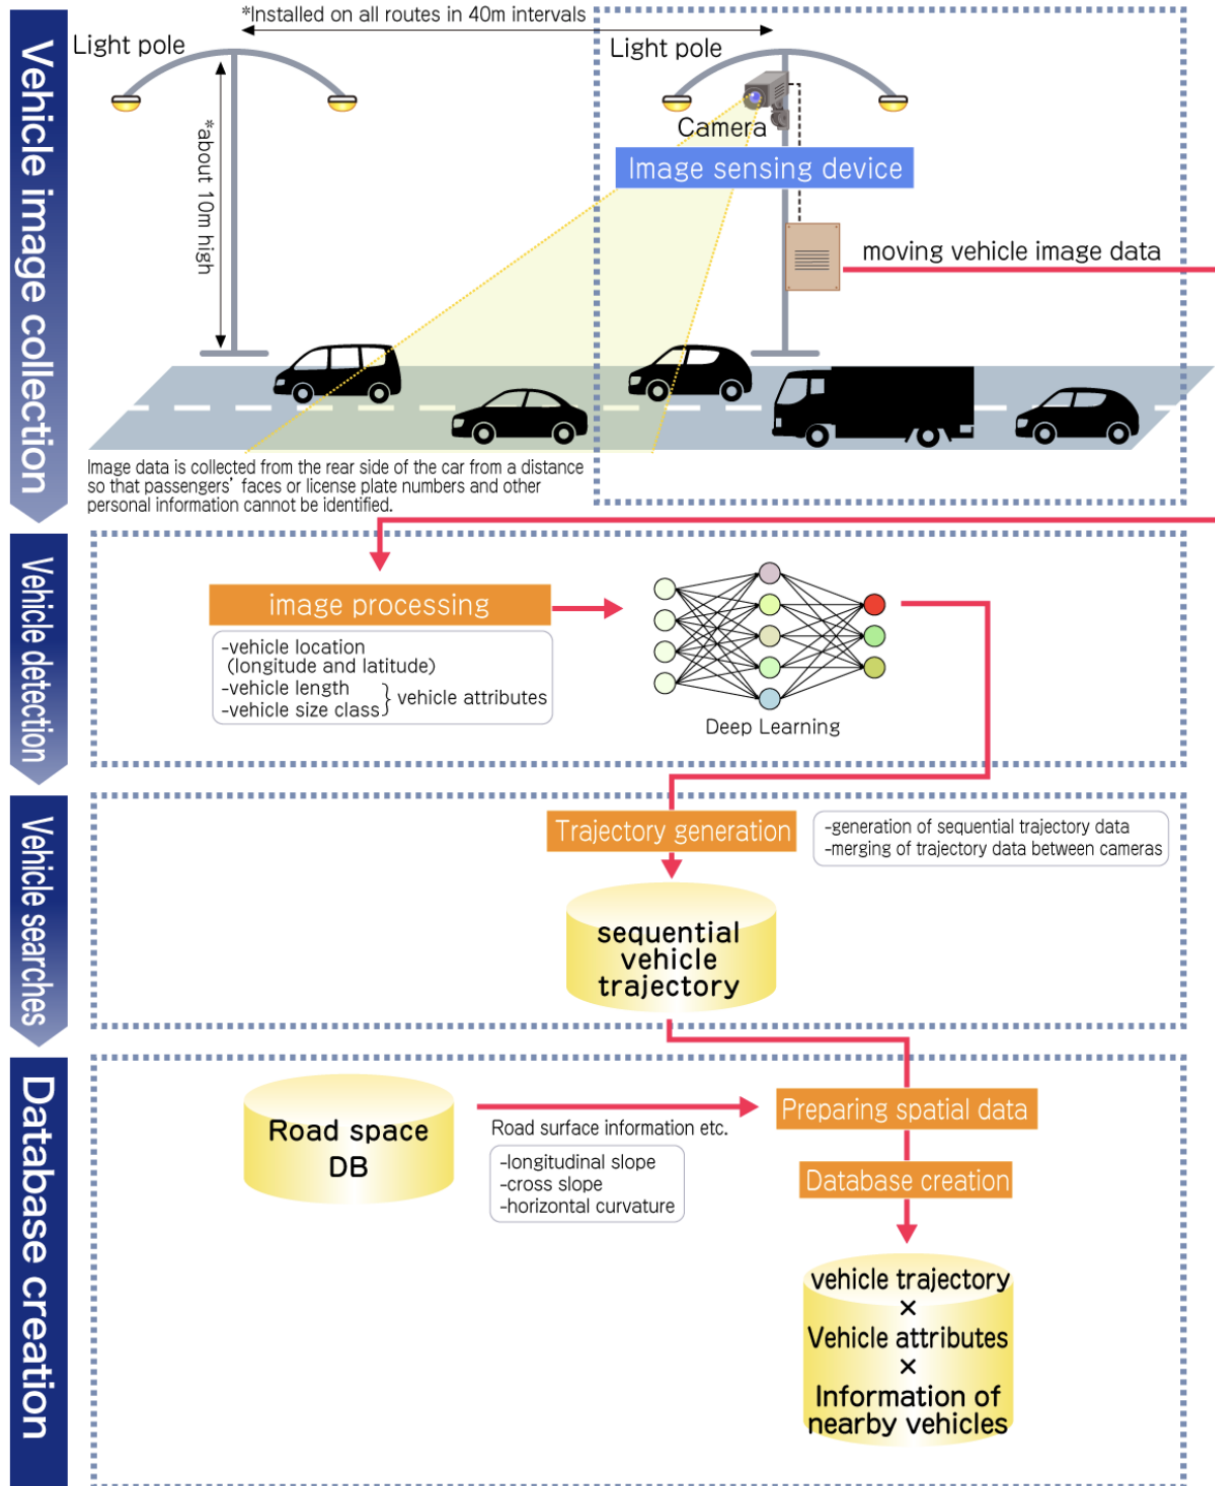 Vehicle image collection
*Installed on all routes in 40m intervals
Light pole
Light pole
*about 10m high
Camera
Image sensing device
moving vehicle image data
Image data is collected from the rear side of the car from a distance
so that passengers' faces or license plate numbers and other
personal information cannot be identified.
Vehicle detection
image processing
-vehicle location
(longitude and latitude)
-vehicle length
-vehicle size class
} vehicle attributes
Deep Learning
Vehicle searches
Trajectory generation
-generation of sequential trajectory data
-merging of trajectory data between cameras
sequential
vehicle
trajectory
Database creation
Road space
DB
Road surface information etc.
-longitudinal slope
-cross slope
-horizontal curvature
Preparing spatial data
Database creation
vehicle trajectory
×
Vehicle attributes
×
Information of
nearby vehicles